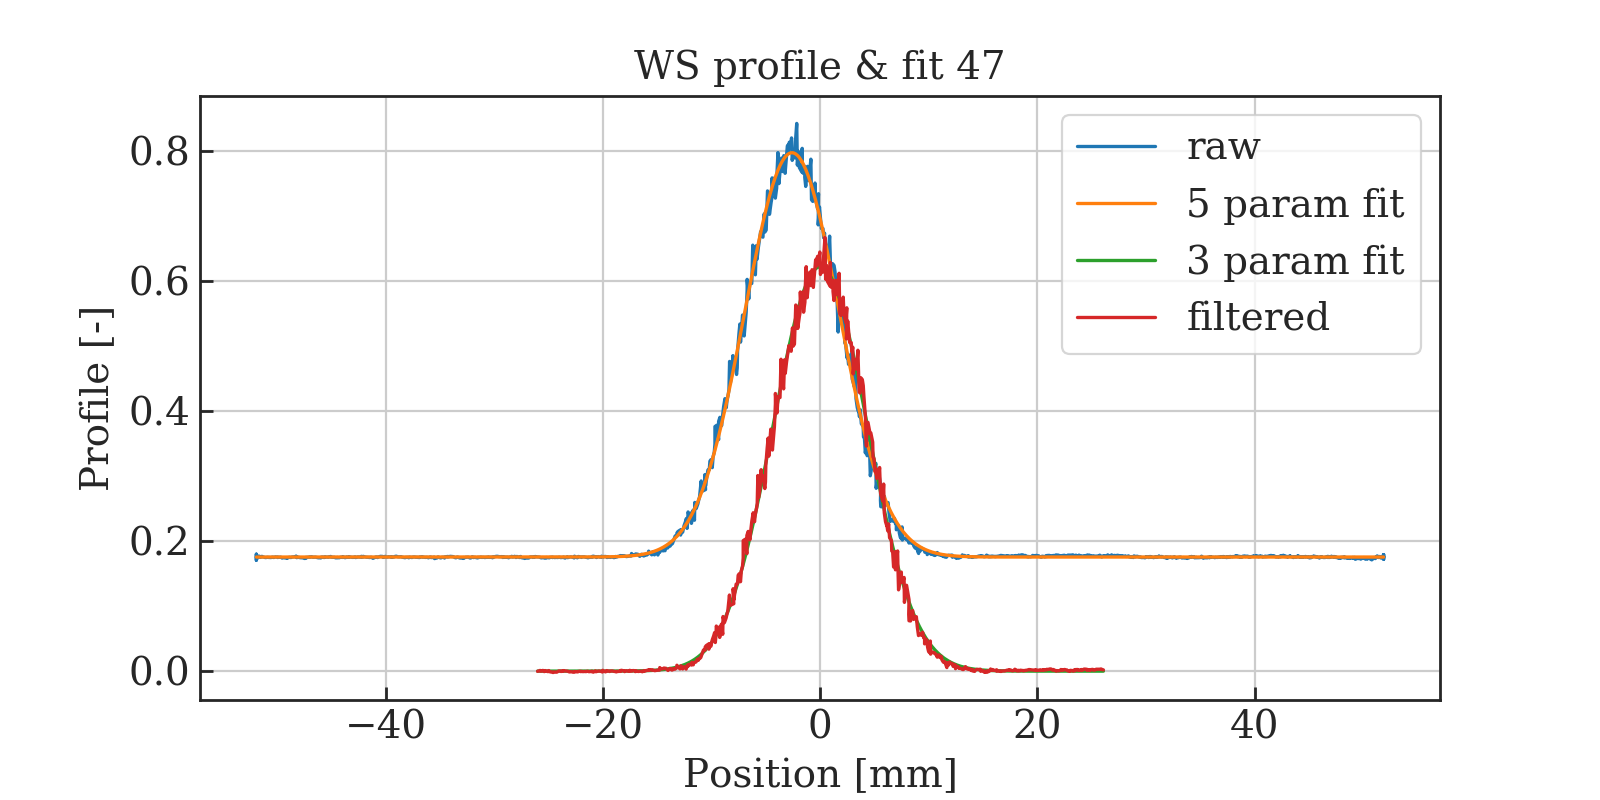 WS profile & fit 47
raw
5 param fit
3 param fit
filtered
Profile [-]
0.8
0.6
0.4
0.2
0.0
−40 −20 0 20 40
Position [mm]